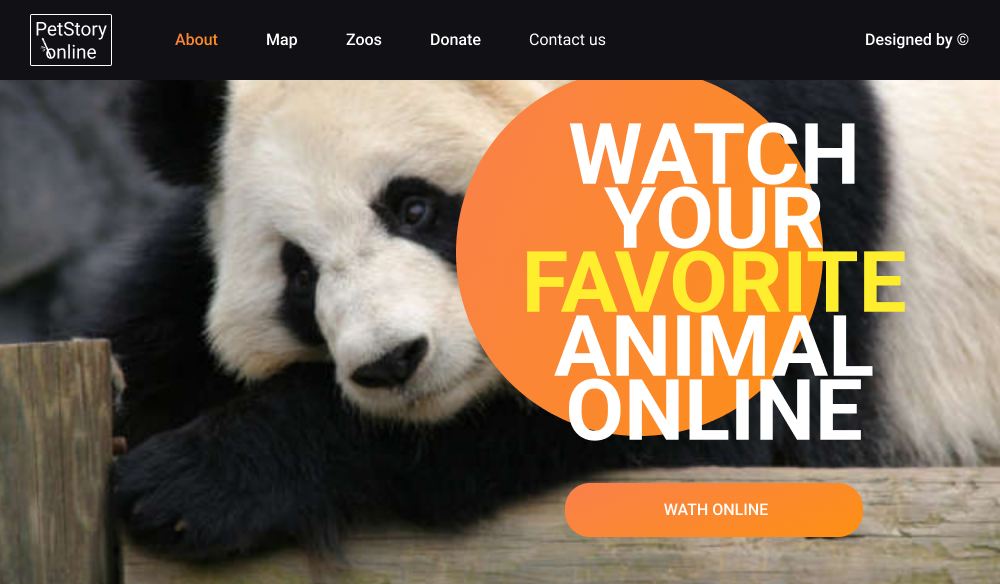 PetStory
online
About Map Zoos Donate Contact us Designed by ©
WATCH
YOUR
FAVORITE
ANIMAL
ONLINE
WATH ONLINE